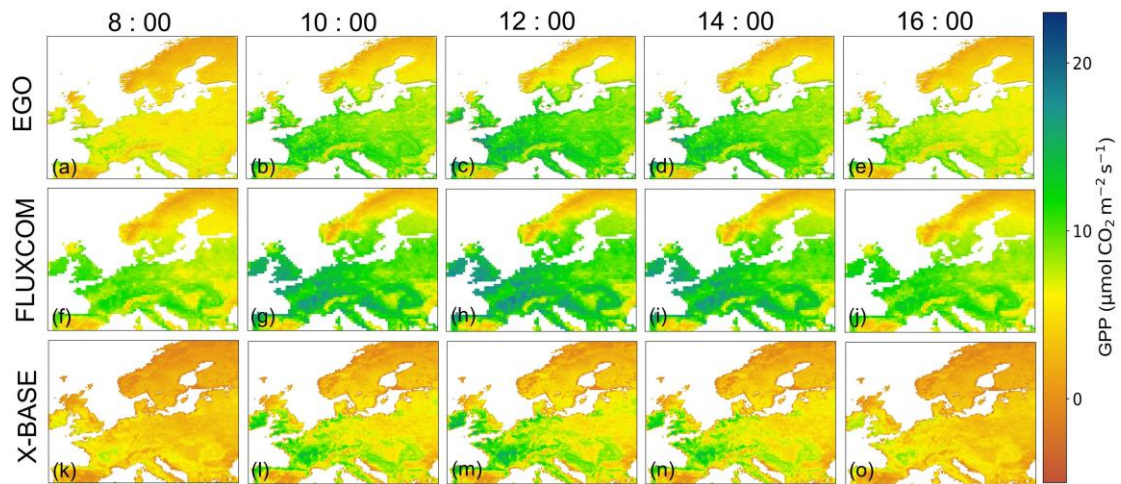 8 : 00 10 : 00 12 : 00 14 : 00 16 : 00
EGO
(a) (b) (c) (d) (e)
FLUXCOM
(f) (g) (h) (i) (j)
X-BASE
(k) (l) (m) (n) (o)
20
10
0
GPP (μmol CO₂ m⁻² s⁻¹)